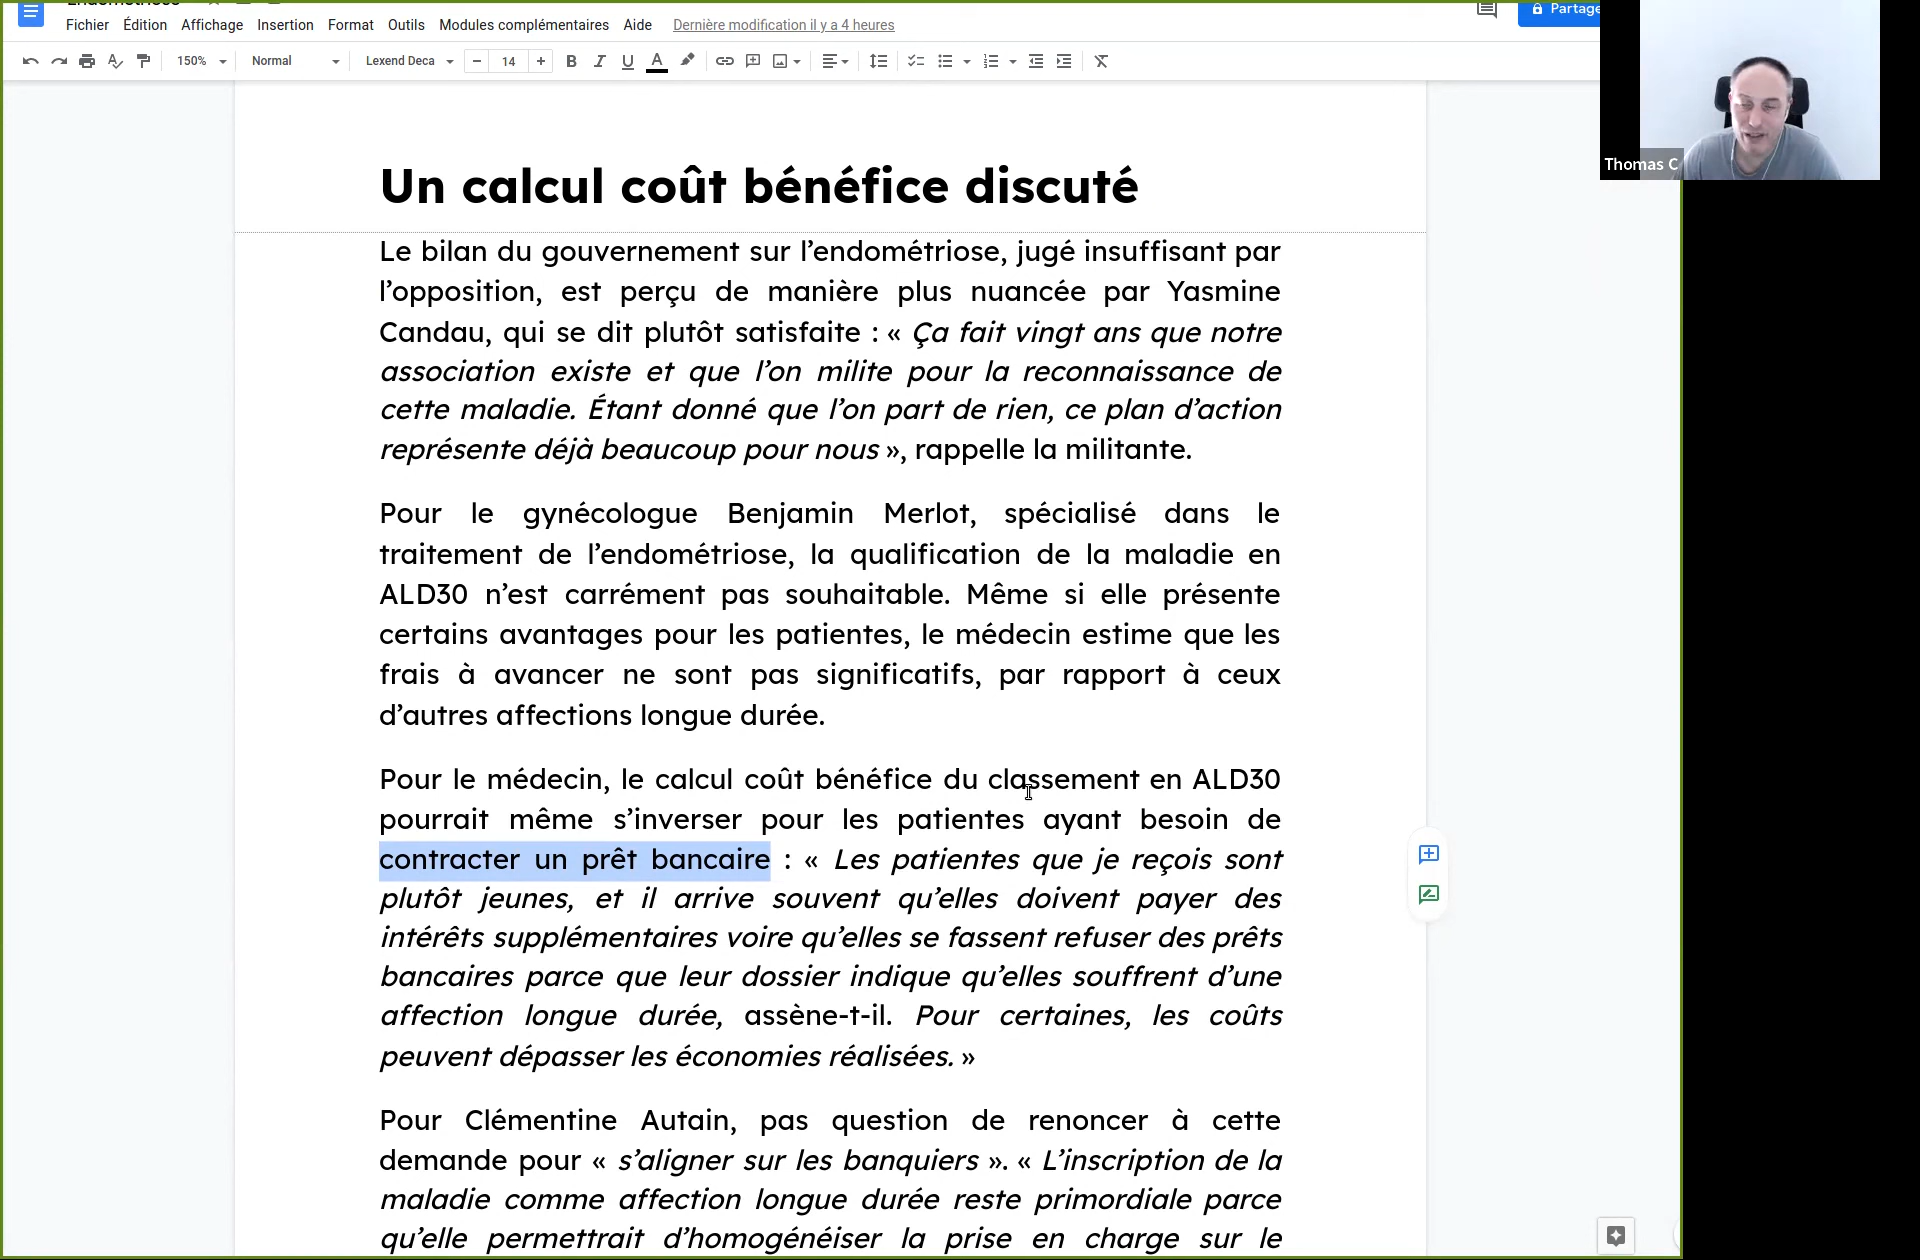 Endométriose
Fichier Édition Affichage Insertion Format Outils Modules complémentaires Aide Dernière modification il y a 4 heures
Partage
150% Normal Lexend Deca 14 B I U A
Thomas C
Un calcul coût bénéfice discuté
Le bilan du gouvernement sur l’endométriose, jugé insuffisant par
l’opposition, est perçu de manière plus nuancée par Yasmine
Candau, qui se dit plutôt satisfaite : « Ça fait vingt ans que notre
association existe et que l’on milite pour la reconnaissance de
cette maladie. Étant donné que l’on part de rien, ce plan d’action
représente déjà beaucoup pour nous », rappelle la militante.
Pour le gynécologue Benjamin Merlot, spécialisé dans le
traitement de l’endométriose, la qualification de la maladie en
ALD30 n’est carrément pas souhaitable. Même si elle présente
certains avantages pour les patientes, le médecin estime que les
frais à avancer ne sont pas significatifs, par rapport à ceux
d’autres affections longue durée.
Pour le médecin, le calcul coût bénéfice du classement en ALD30
pourrait même s’inverser pour les patientes ayant besoin de
contracter un prêt bancaire : « Les patientes que je reçois sont
plutôt jeunes, et il arrive souvent qu’elles doivent payer des
intérêts supplémentaires voire qu’elles se fassent refuser des prêts
bancaires parce que leur dossier indique qu’elles souffrent d’une
affection longue durée, assène-t-il. Pour certaines, les coûts
peuvent dépasser les économies réalisées. »
Pour Clémentine Autain, pas question de renoncer à cette
demande pour « s’aligner sur les banquiers ». « L’inscription de la
maladie comme affection longue durée reste primordiale parce
qu’elle permettrait d’homogénéiser la prise en charge sur le